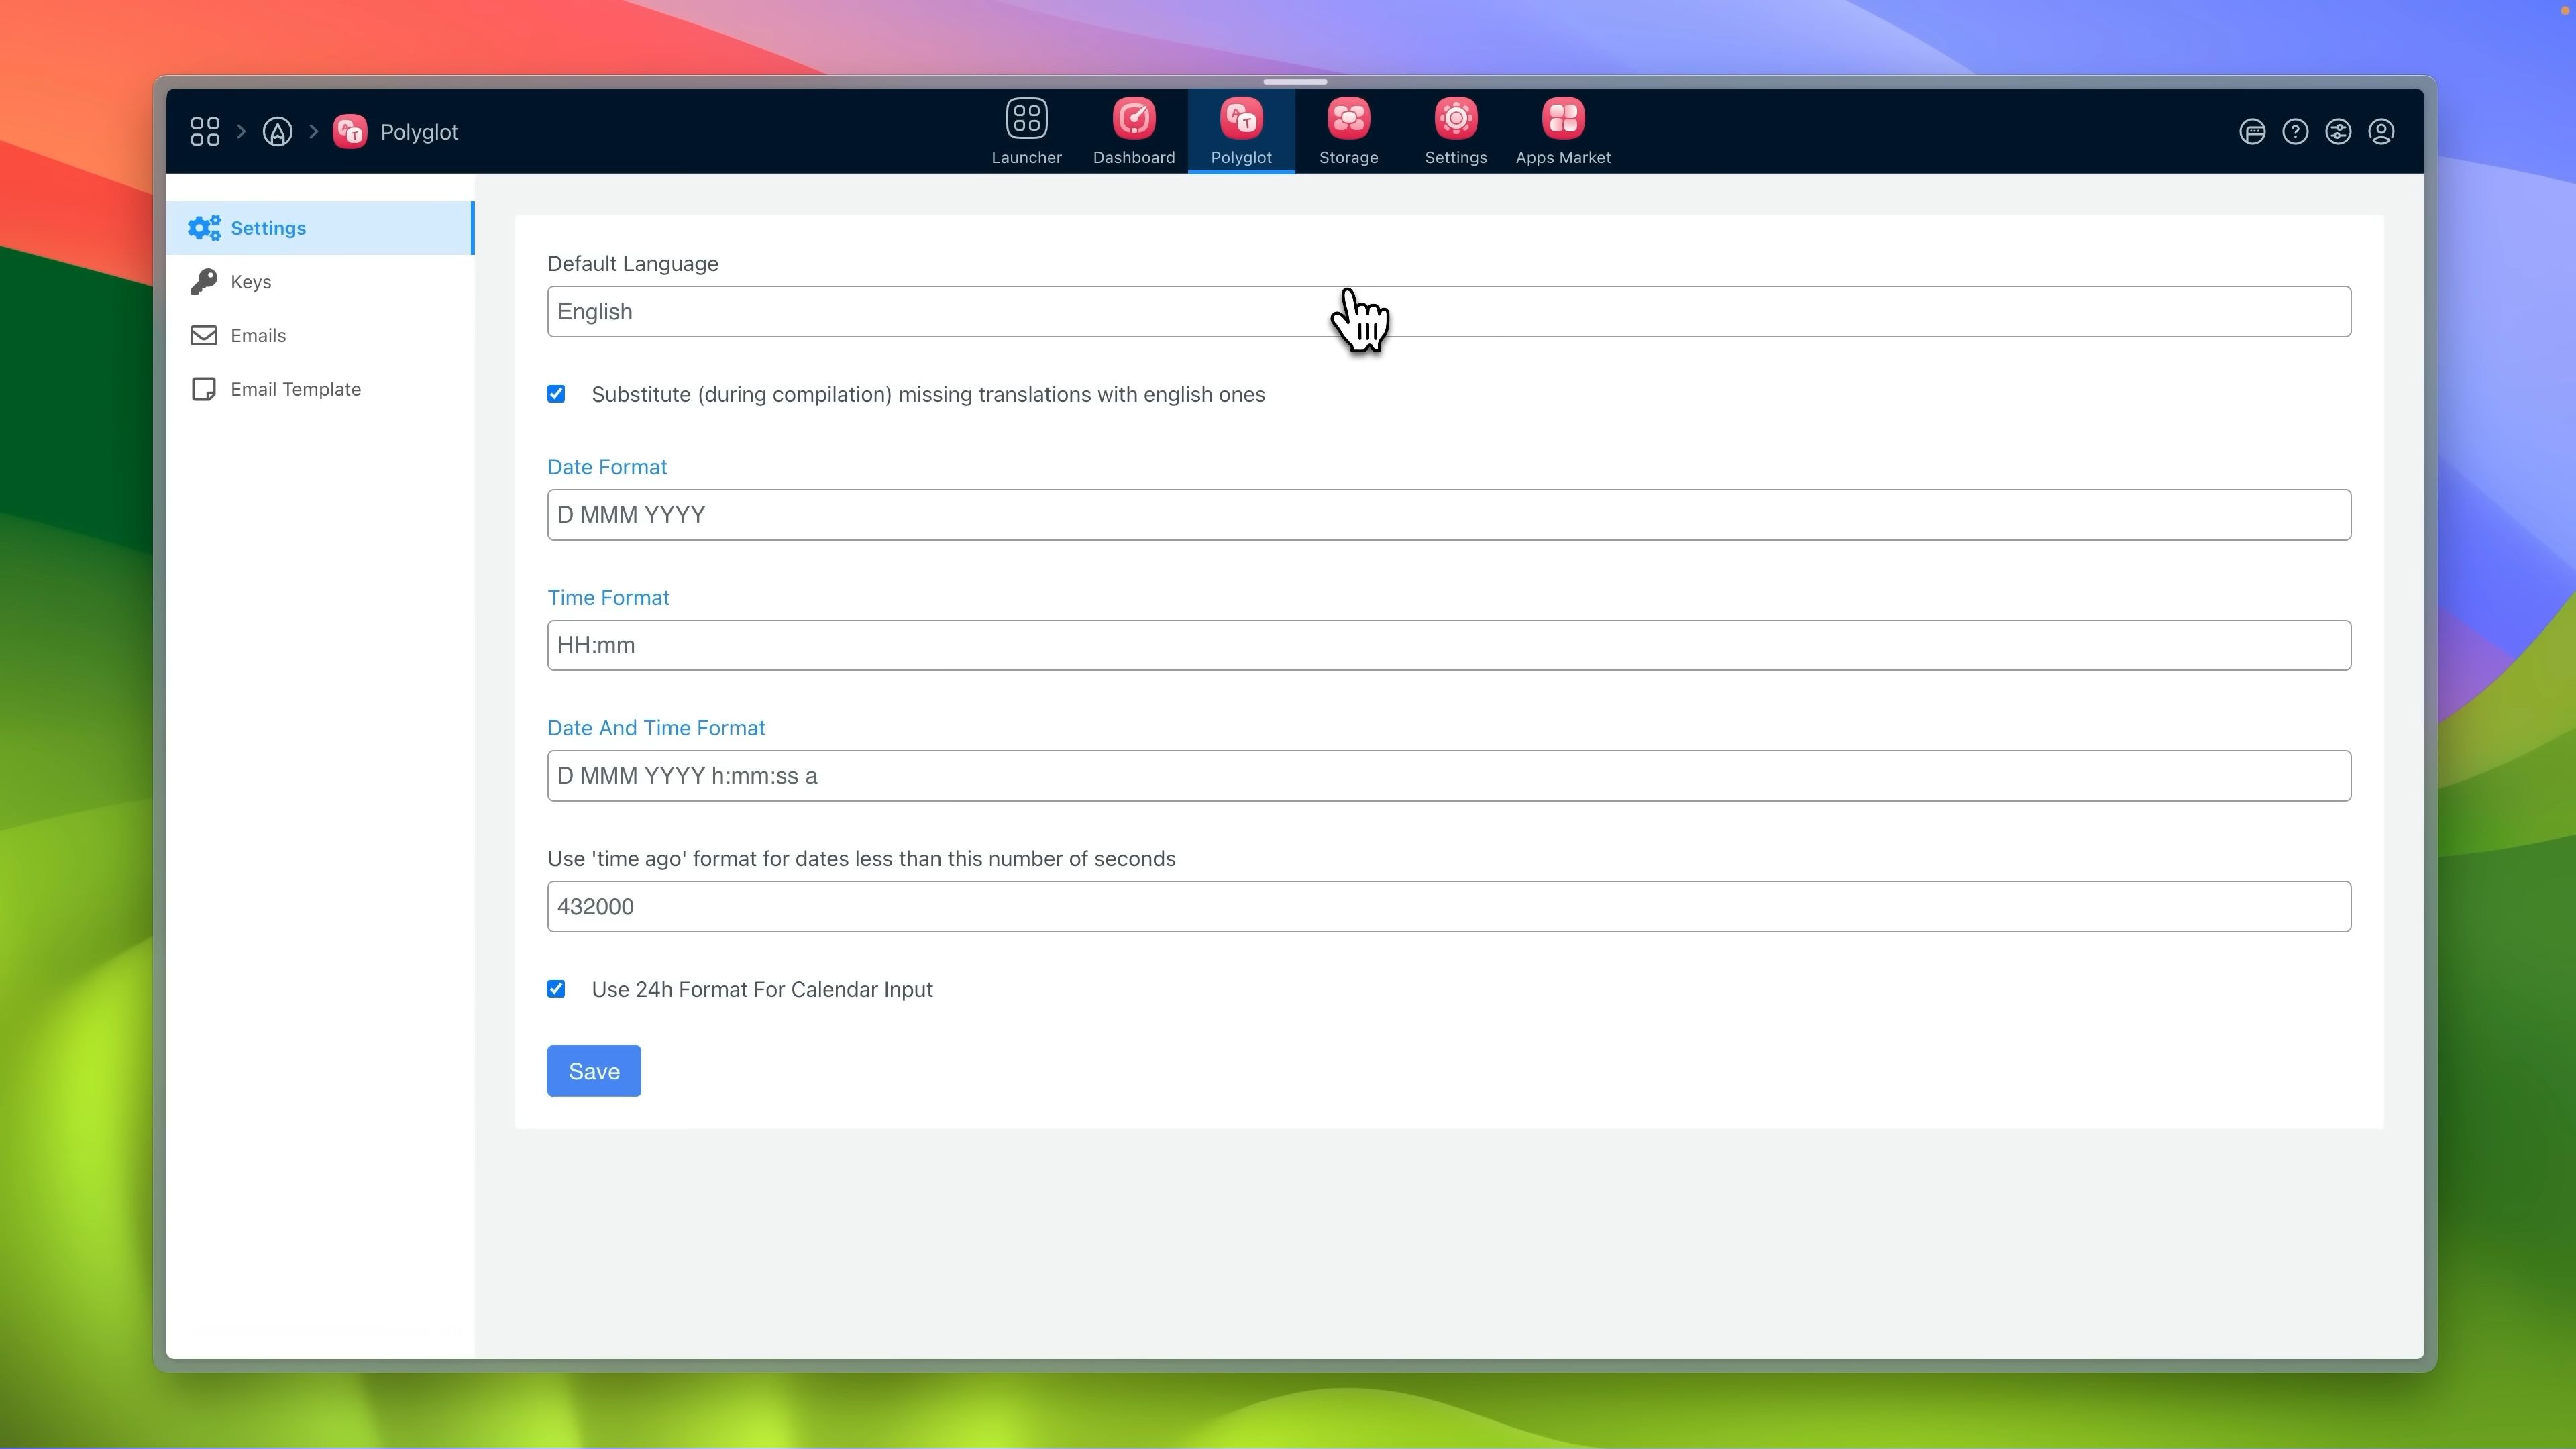 Polyglot
Launcher
Dashboard
Polyglot
Storage
Settings
Apps Market
Settings
Keys
Emails
Email Template
Default Language
English
Substitute (during compilation) missing translations with english ones
Date Format
D MMM YYYY
Time Format
HH:mm
Date And Time Format
D MMM YYYY h:mm:ss a
Use 'time ago' format for dates less than this number of seconds
432000
Use 24h Format For Calendar Input
Save